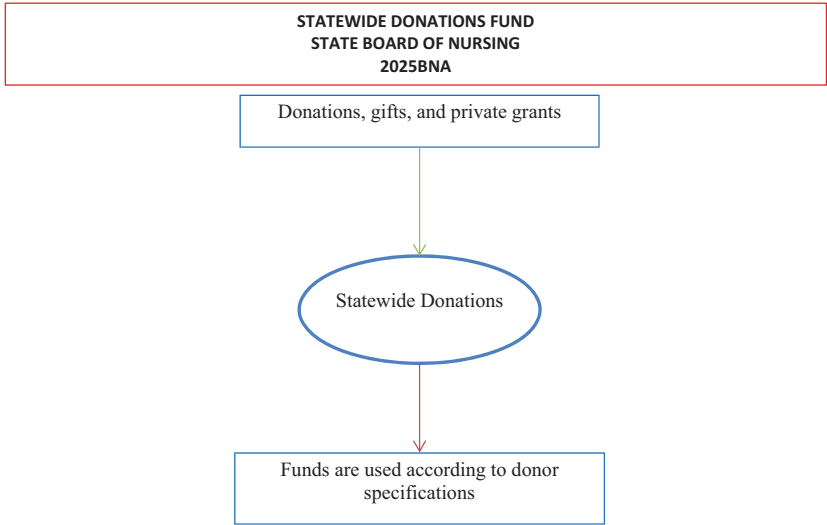 STATEWIDE DONATIONS FUND
STATE BOARD OF NURSING
2025BNA
Donations, gifts, and private grants
Statewide Donations
Funds are used according to donor
specifications